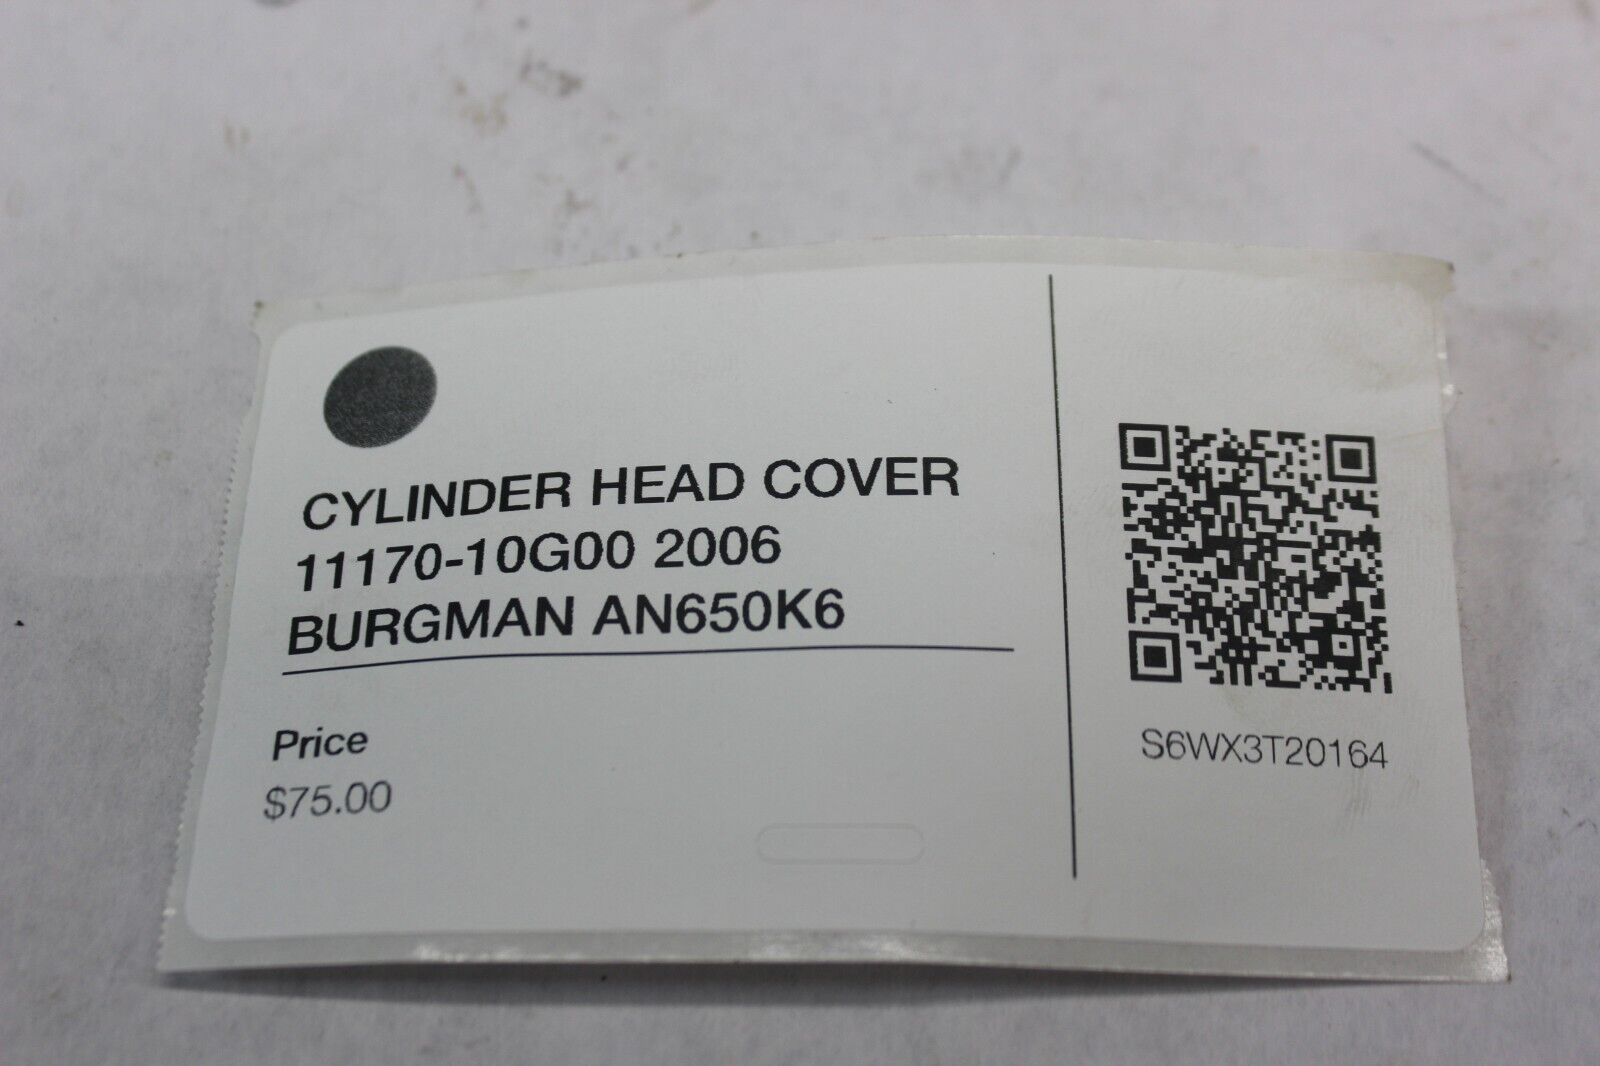 CYLINDER HEAD COVER
11170-10G00 2006
BURGMAN AN650K6
Price
$75.00
S6WX3T20164